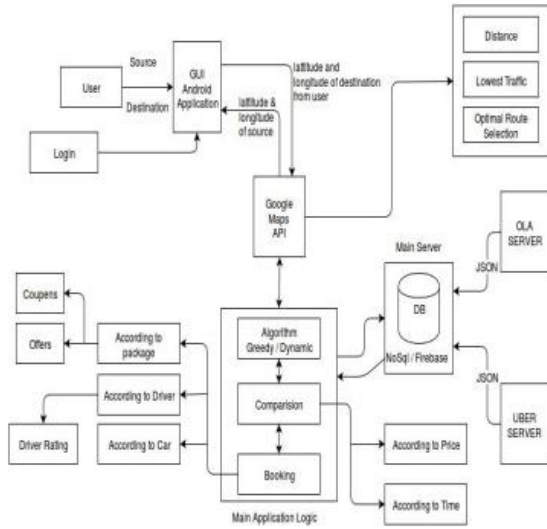 User
Source
Destination
GUI
Android
Application
lattitude and
longitude of destination
from user
lattitude &
longitude
of source
Distance
Lowest Traffic
Optimal Route
Selection
Login
Google
Maps
API
OLA
SERVER
Main Server
JSON
DB
NoSql / Firebase
JSON
UBER
SERVER
Coupens
Offers
According to
package
According to Driver
Driver Rating
According to Car
Algorithm
Greedy / Dynamic
Comparision
Booking
Main Application Logic
According to Price
According to Time